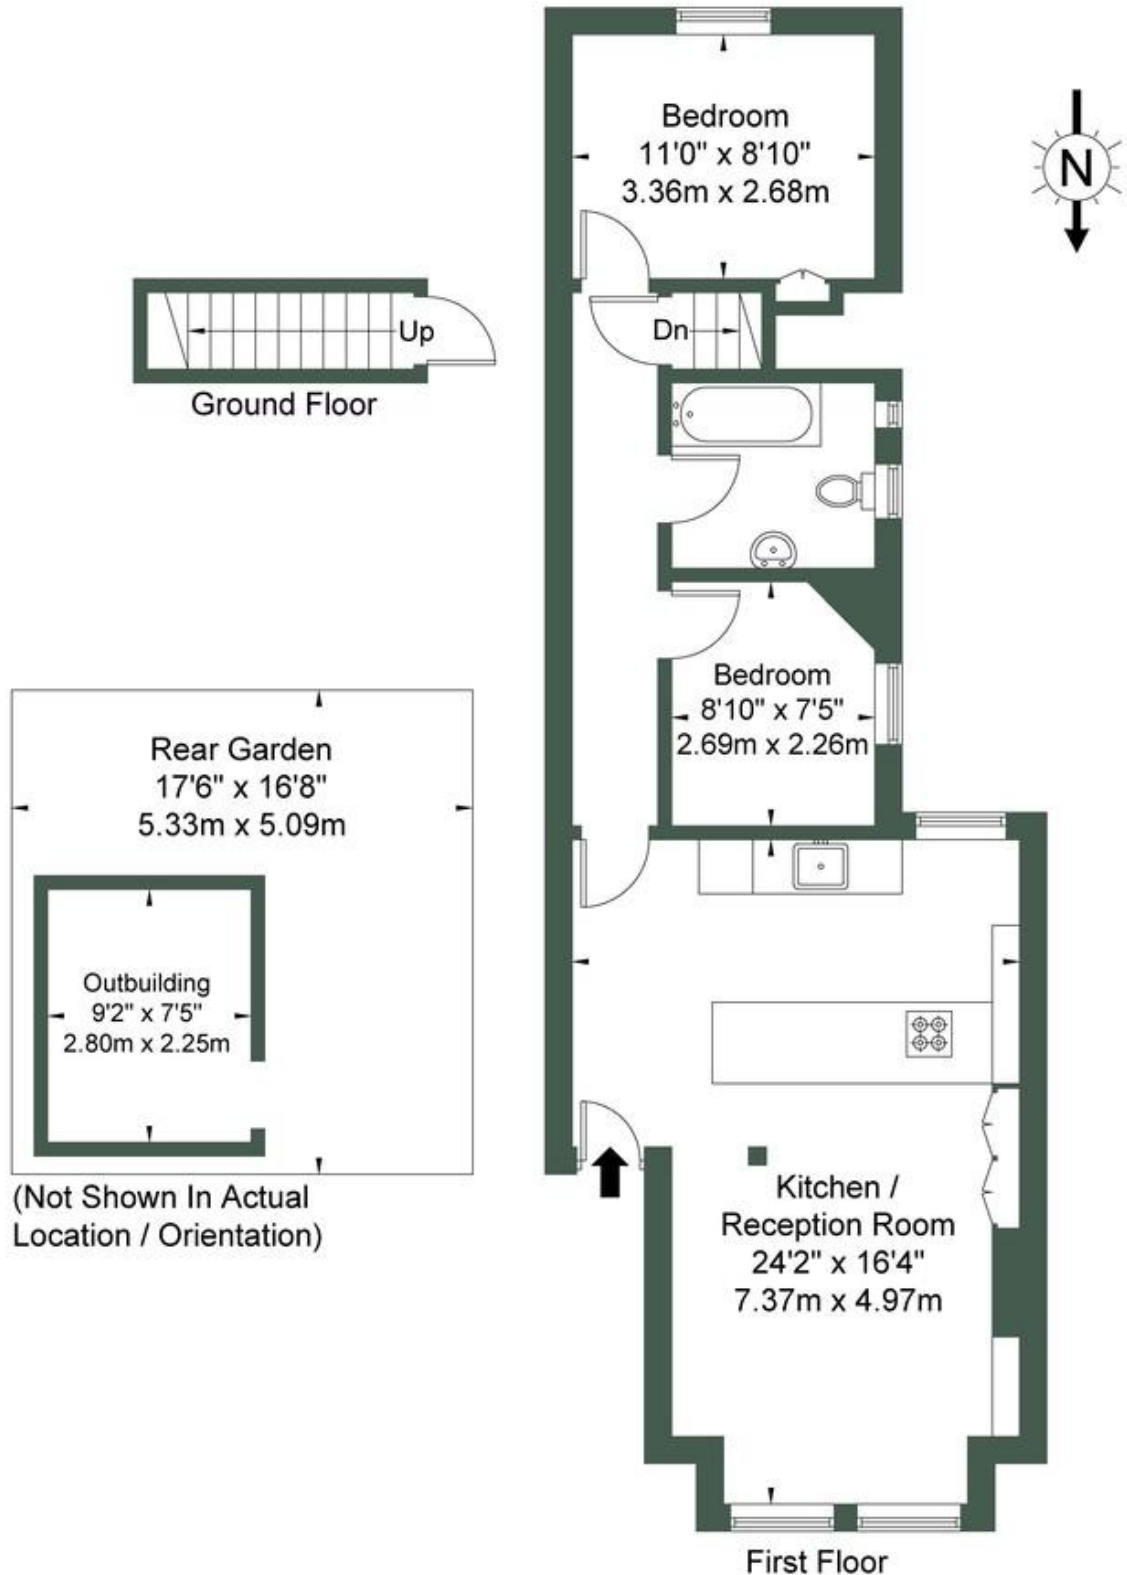 Bedroom
11'0" x 8'10"
3.36m x 2.68m
N
Up
Dn
Ground Floor
Bedroom
8'10" x 7'5"
2.69m x 2.26m
Rear Garden
17'6" x 16'8"
5.33m x 5.09m
Outbuilding
9'2" x 7'5"
2.80m x 2.25m
(Not Shown In Actual
Location / Orientation)
Kitchen /
Reception Room
24'2" x 16'4"
7.37m x 4.97m
First Floor